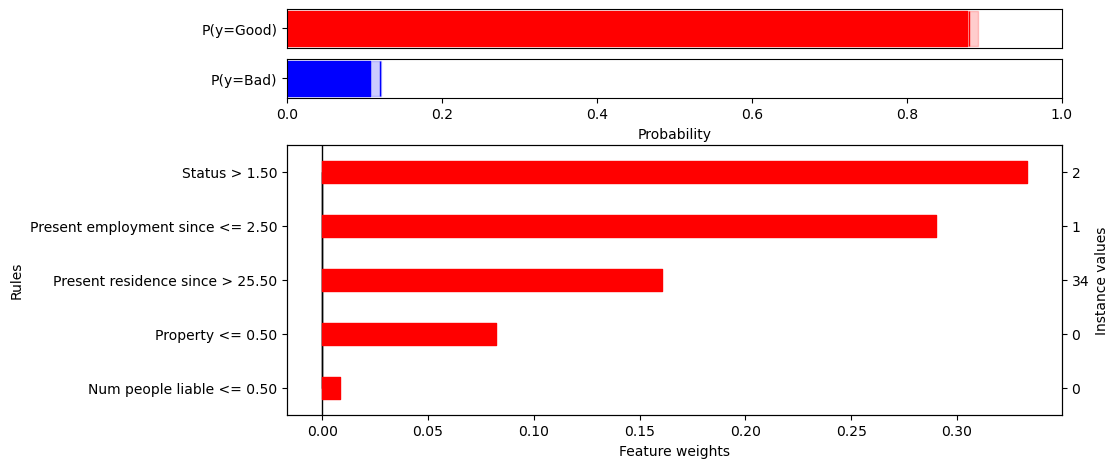 P(y=Good)
P(y=Bad)
0.0 0.2 0.4 0.6 0.8 1.0
Probability
Status > 1.50 2
Present employment since <= 2.50 1
Present residence since > 25.50 34
Property <= 0.50 0
Num people liable <= 0.50 0
Rules
Instance values
0.00 0.05 0.10 0.15 0.20 0.25 0.30
Feature weights